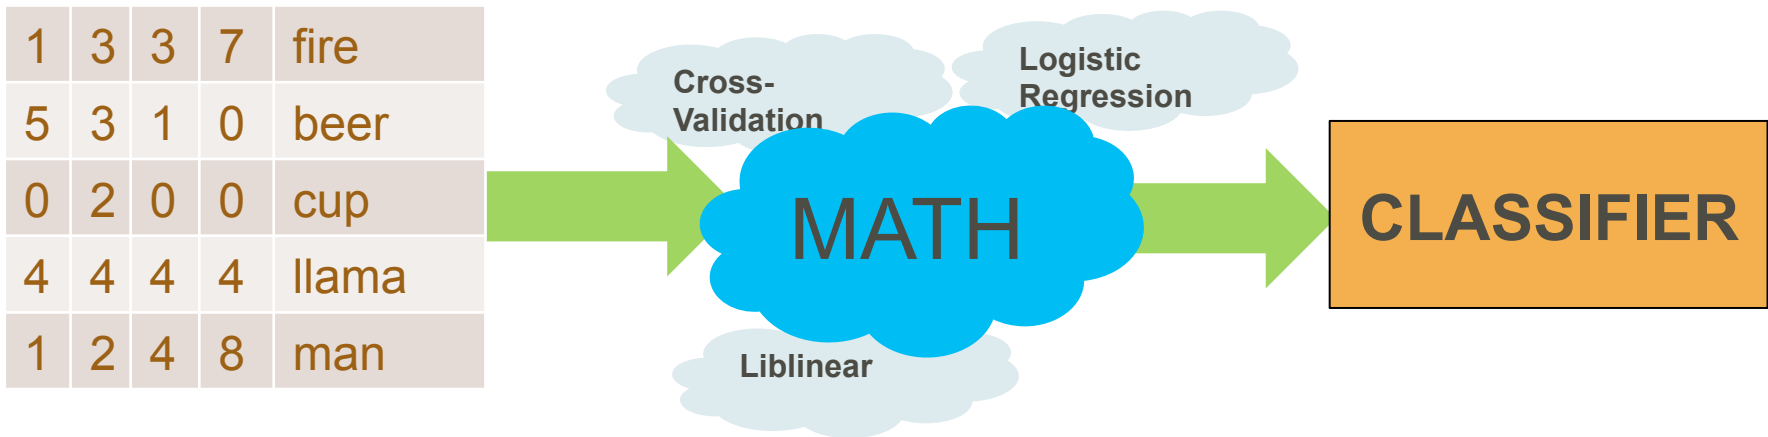 1 3 3 7 fire
5 3 1 0 beer
0 2 0 0 cup
4 4 4 4 llama
1 2 4 8 man
Cross-
Validation
Logistic
Regression
MATH
Liblinear
CLASSIFIER